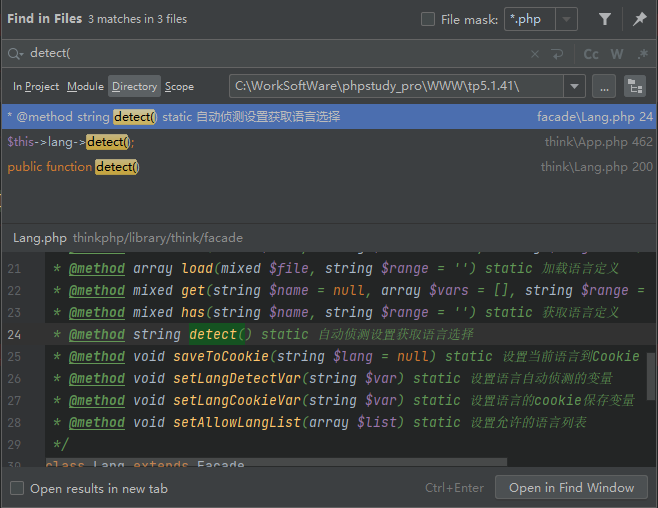 Find in Files 3 matches in 3 files File mask: *.php
detect( Cc W .*
In Project Module Directory Scope C:\WorkSoftWare\phpstudy_pro\WWW\tp5.1.41\ ...
* @method string detect() static 自动侦测设置获取语言选择 facade\Lang.php 24
$this->lang->detect(); think\App.php 462
public function detect() think\Lang.php 200
Lang.php thinkphp/library/think/facade
21 * @method array load(mixed $file, string $range = '') static 加载语言定义
22 * @method mixed get(string $name = null, array $vars = [], string $range =
23 * @method mixed has(string $name, string $range = '') static 获取语言定义
24 * @method string detect() static 自动侦测设置获取语言选择
25 * @method void saveToCookie(string $lang = null) static 设置当前语言到Cookie
26 * @method void setLangDetectVar(string $var) static 设置语言自动侦测的变量
27 * @method void setLangCookieVar(string $var) static 设置语言的cookie保存变量
28 * @method void setAllowLangList(array $list) static 设置允许的语言列表
29 */
30 class Lang extends Facade
Open results in new tab Ctrl+Enter Open in Find Window